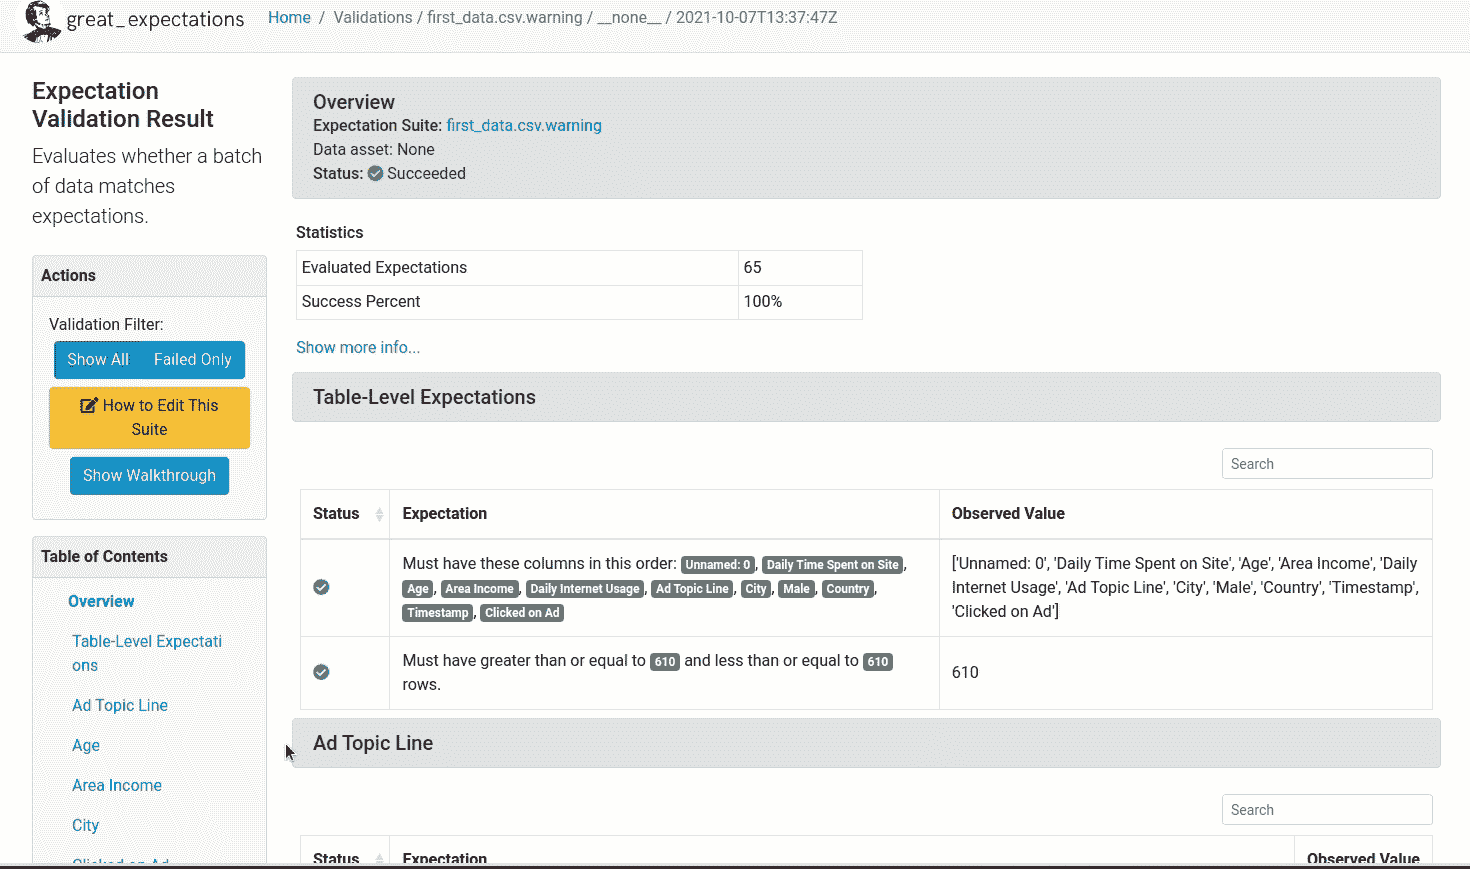 great_expectations
Home / Validations / first_data.csv.warning / __none__ / 2021-10-07T13:37:47Z
Expectation
Validation Result
Evaluates whether a batch
of data matches
expectations.
Actions
Validation Filter:
Show All Failed Only
How to Edit This
Suite
Show Walkthrough
Table of Contents
Overview
Table-Level Expectati
ons
Ad Topic Line
Age
Area Income
City
Clicked on Ad
Overview
Expectation Suite: first_data.csv.warning
Data asset: None
Status: Succeeded
Statistics
Evaluated Expectations 65
Success Percent 100%
Show more info...
Table-Level Expectations
Search
Status Expectation Observed Value
Must have these columns in this order: Unnamed: 0 , Daily Time Spent on Site ,
Age , Area Income , Daily Internet Usage , Ad Topic Line , City , Male , Country ,
Timestamp , Clicked on Ad
['Unnamed: 0', 'Daily Time Spent on Site', 'Age', 'Area Income', 'Daily
Internet Usage', 'Ad Topic Line', 'City', 'Male', 'Country', 'Timestamp',
'Clicked on Ad']
Must have greater than or equal to 610 and less than or equal to 610
rows.
610
Ad Topic Line
Search
Status Expectation Observed Value